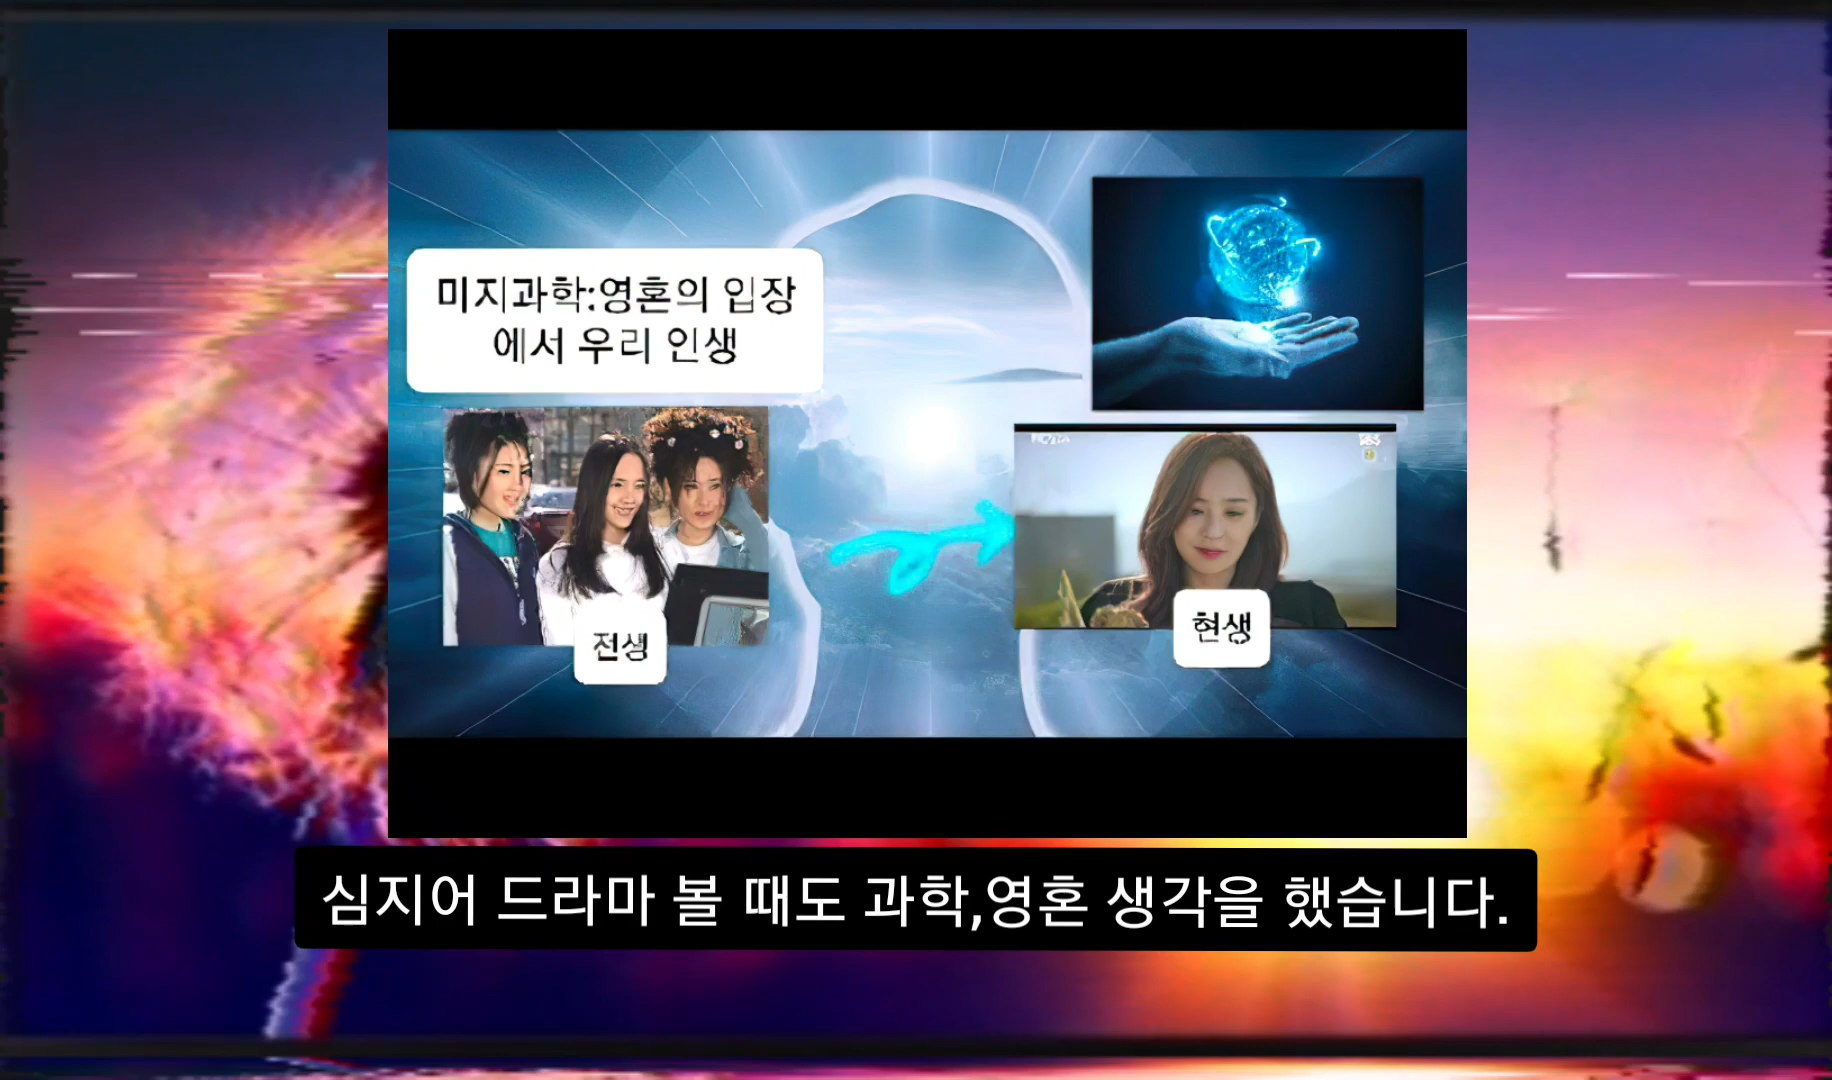 미지과학:영혼의 입장
에서 우리 인생
전생
현생
심지어 드라마 볼 때도 과학,영혼 생각을 했습니다.